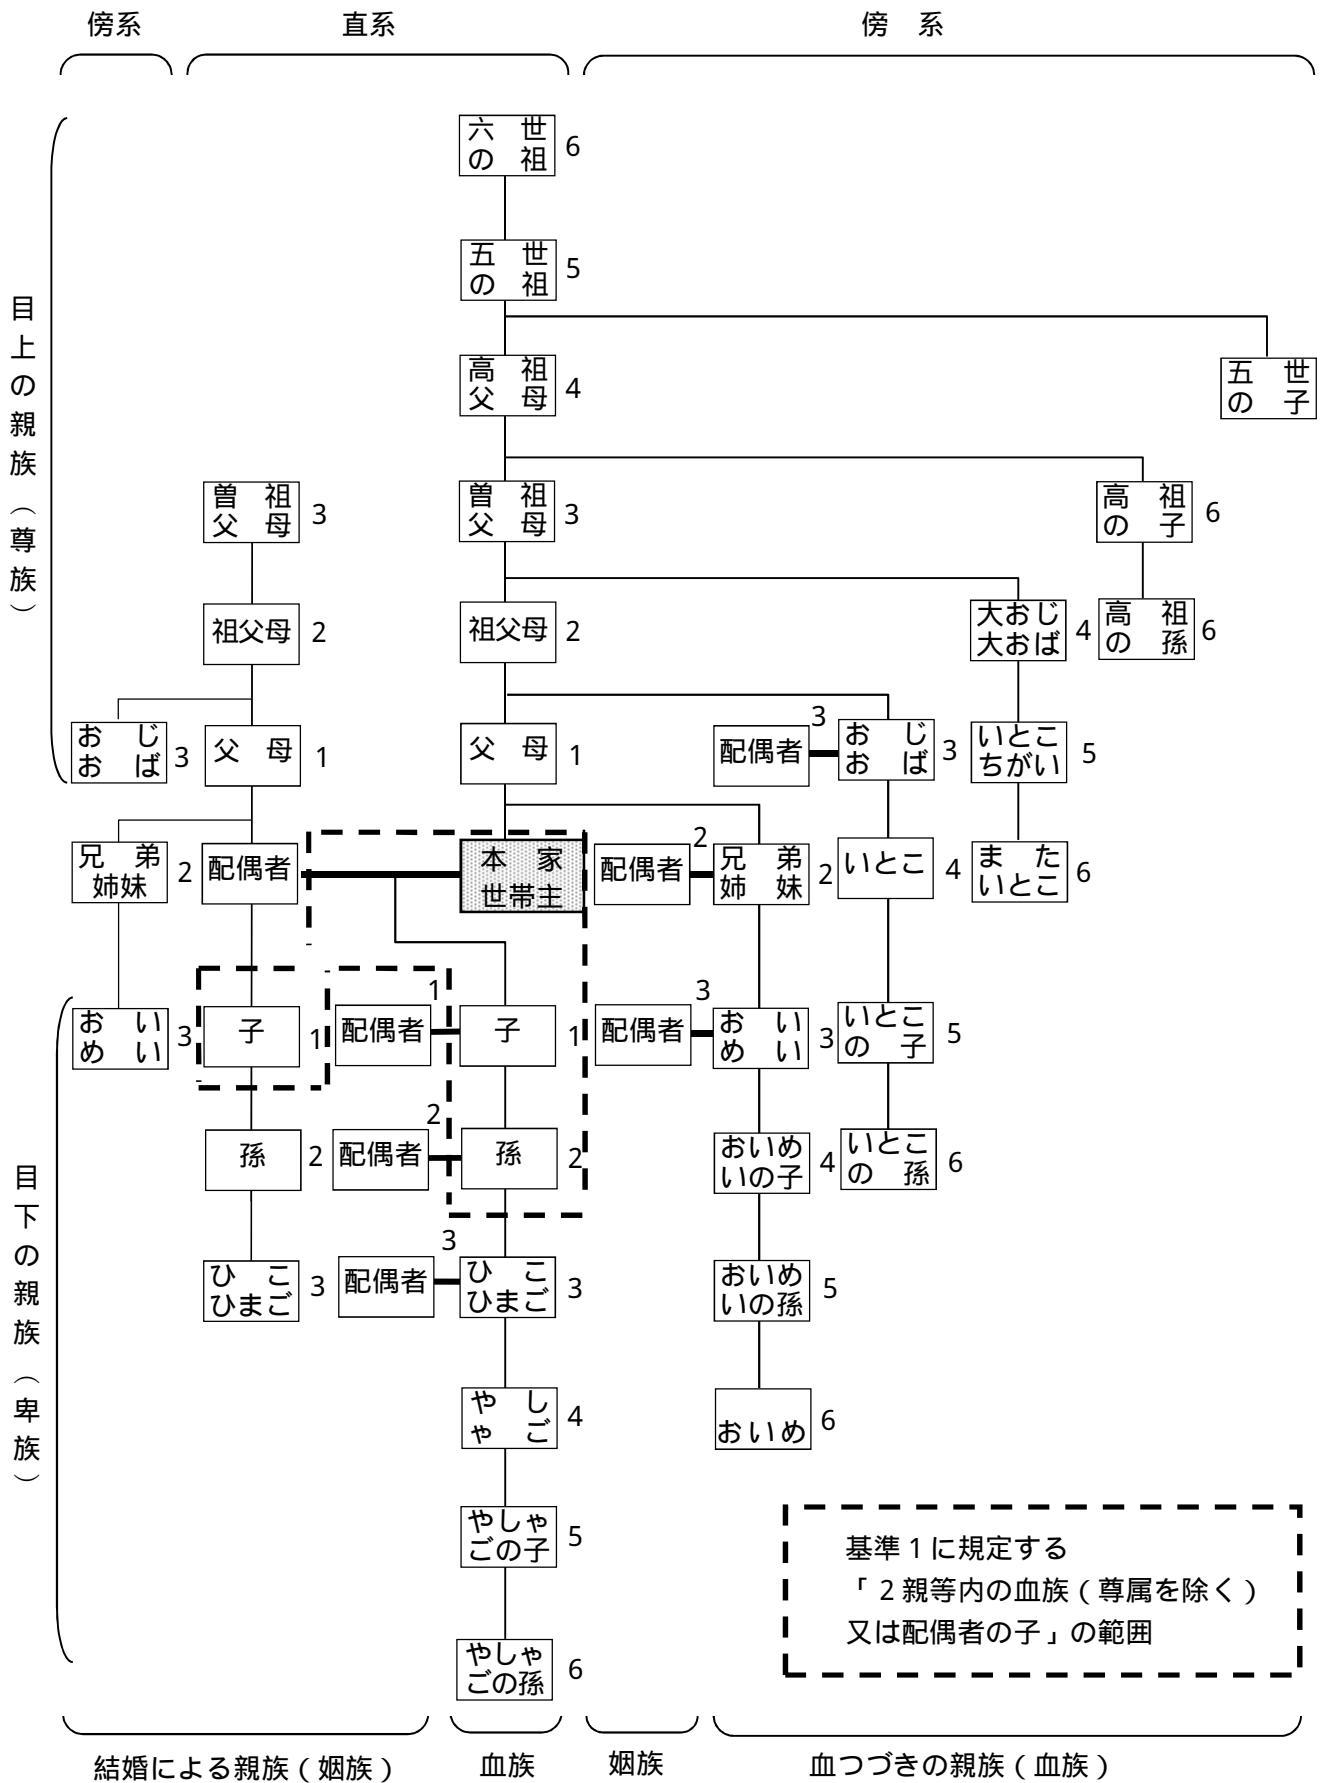 傍系
直系
傍　系
六　世
の　祖
6
五　世
の　祖
5
高　祖
父　母
4
五　世
の　子
目上の親族（尊族）
曽　祖
父　母
3
曽　祖
父　母
3
高　祖
の　子
6
祖父母
2
祖父母
2
大おじ
大おば
4
高　祖
の　孫
6
お　じ
お　ば
3
父　母
1
父　母
1
配偶者
3
お　じ
お　ば
3
いとこ
ちがい
5
兄　弟
姉妹
2
配偶者
本　家
世帯主
配偶者
2
兄　弟
姉　妹
2
いとこ
4
ま　た
いとこ
6
お　い
め　い
3
子
1
配偶者
1
子
1
配偶者
3
お　い
め　い
3
いとこ
の　子
5
目下の親族（卑族）
孫
2
配偶者
2
孫
2
おいめ
いの子
4
いとこ
の　孫
6
ひ　こ
ひまご
3
配偶者
3
ひ　こ
ひまご
3
おいめ
いの孫
5
や　し
ゃ　ご
4
おいめ
6
やしゃ
ごの子
5
やしゃ
ごの孫
6
基準１に規定する
「２親等内の血族（尊属を除く）
又は配偶者の子」の範囲
結婚による親族（姻族）
血族
姻族
血つづきの親族（血族）